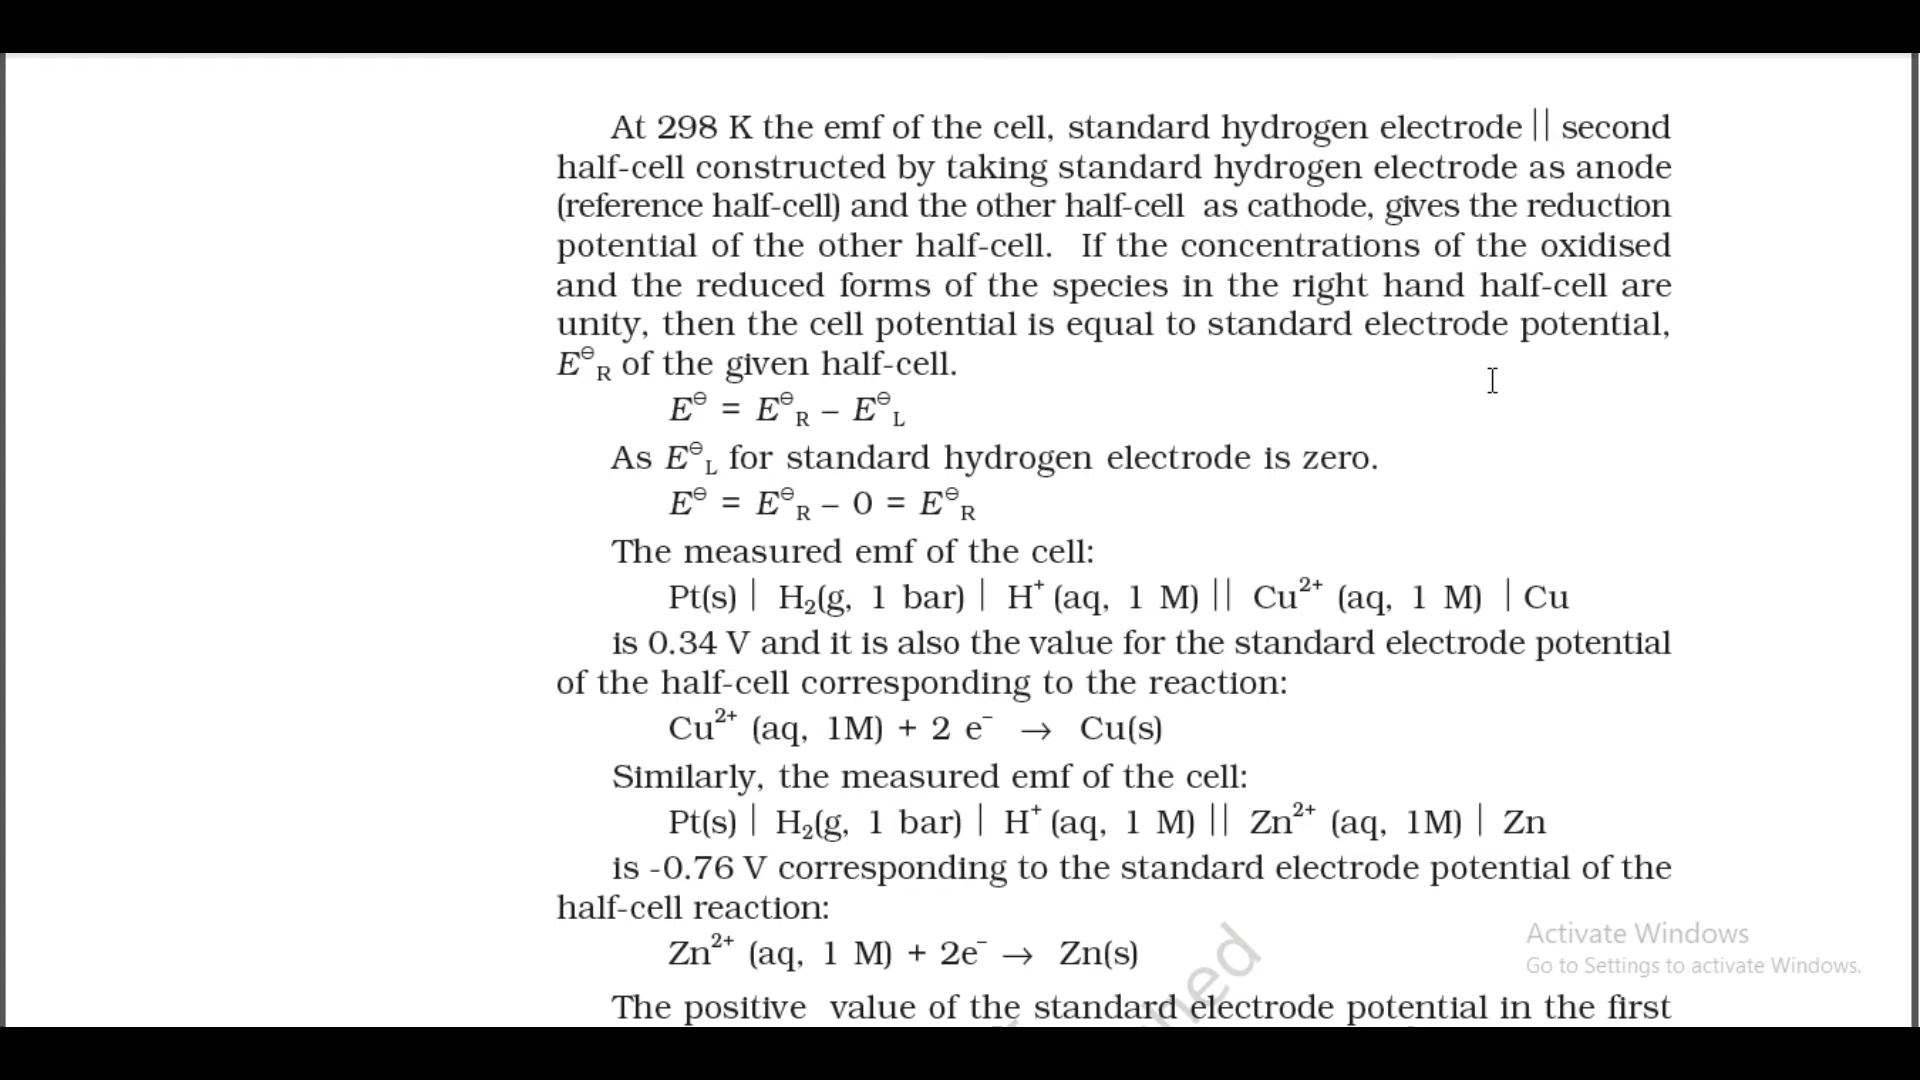 At 298 K the emf of the cell, standard hydrogen electrode || second
half-cell constructed by taking standard hydrogen electrode as anode
(reference half-cell) and the other half-cell as cathode, gives the reduction
potential of the other half-cell. If the concentrations of the oxidised
and the reduced forms of the species in the right hand half-cell are
unity, then the cell potential is equal to standard electrode potential,
E⊖R of the given half-cell.
E⊖ = E⊖R – E⊖L
As E⊖L for standard hydrogen electrode is zero.
E⊖ = E⊖R – 0 = E⊖R
The measured emf of the cell:
Pt(s) | H₂(g, 1 bar) | H⁺ (aq, 1 M) || Cu²⁺ (aq, 1 M) | Cu
is 0.34 V and it is also the value for the standard electrode potential
of the half-cell corresponding to the reaction:
Cu²⁺ (aq, 1M) + 2 e⁻ → Cu(s)
Similarly, the measured emf of the cell:
Pt(s) | H₂(g, 1 bar) | H⁺ (aq, 1 M) || Zn²⁺ (aq, 1M) | Zn
is -0.76 V corresponding to the standard electrode potential of the
half-cell reaction:
Zn²⁺ (aq, 1 M) + 2e⁻ → Zn(s)
The positive value of the standard electrode potential in the first
Activate Windows
Go to Settings to activate Windows.